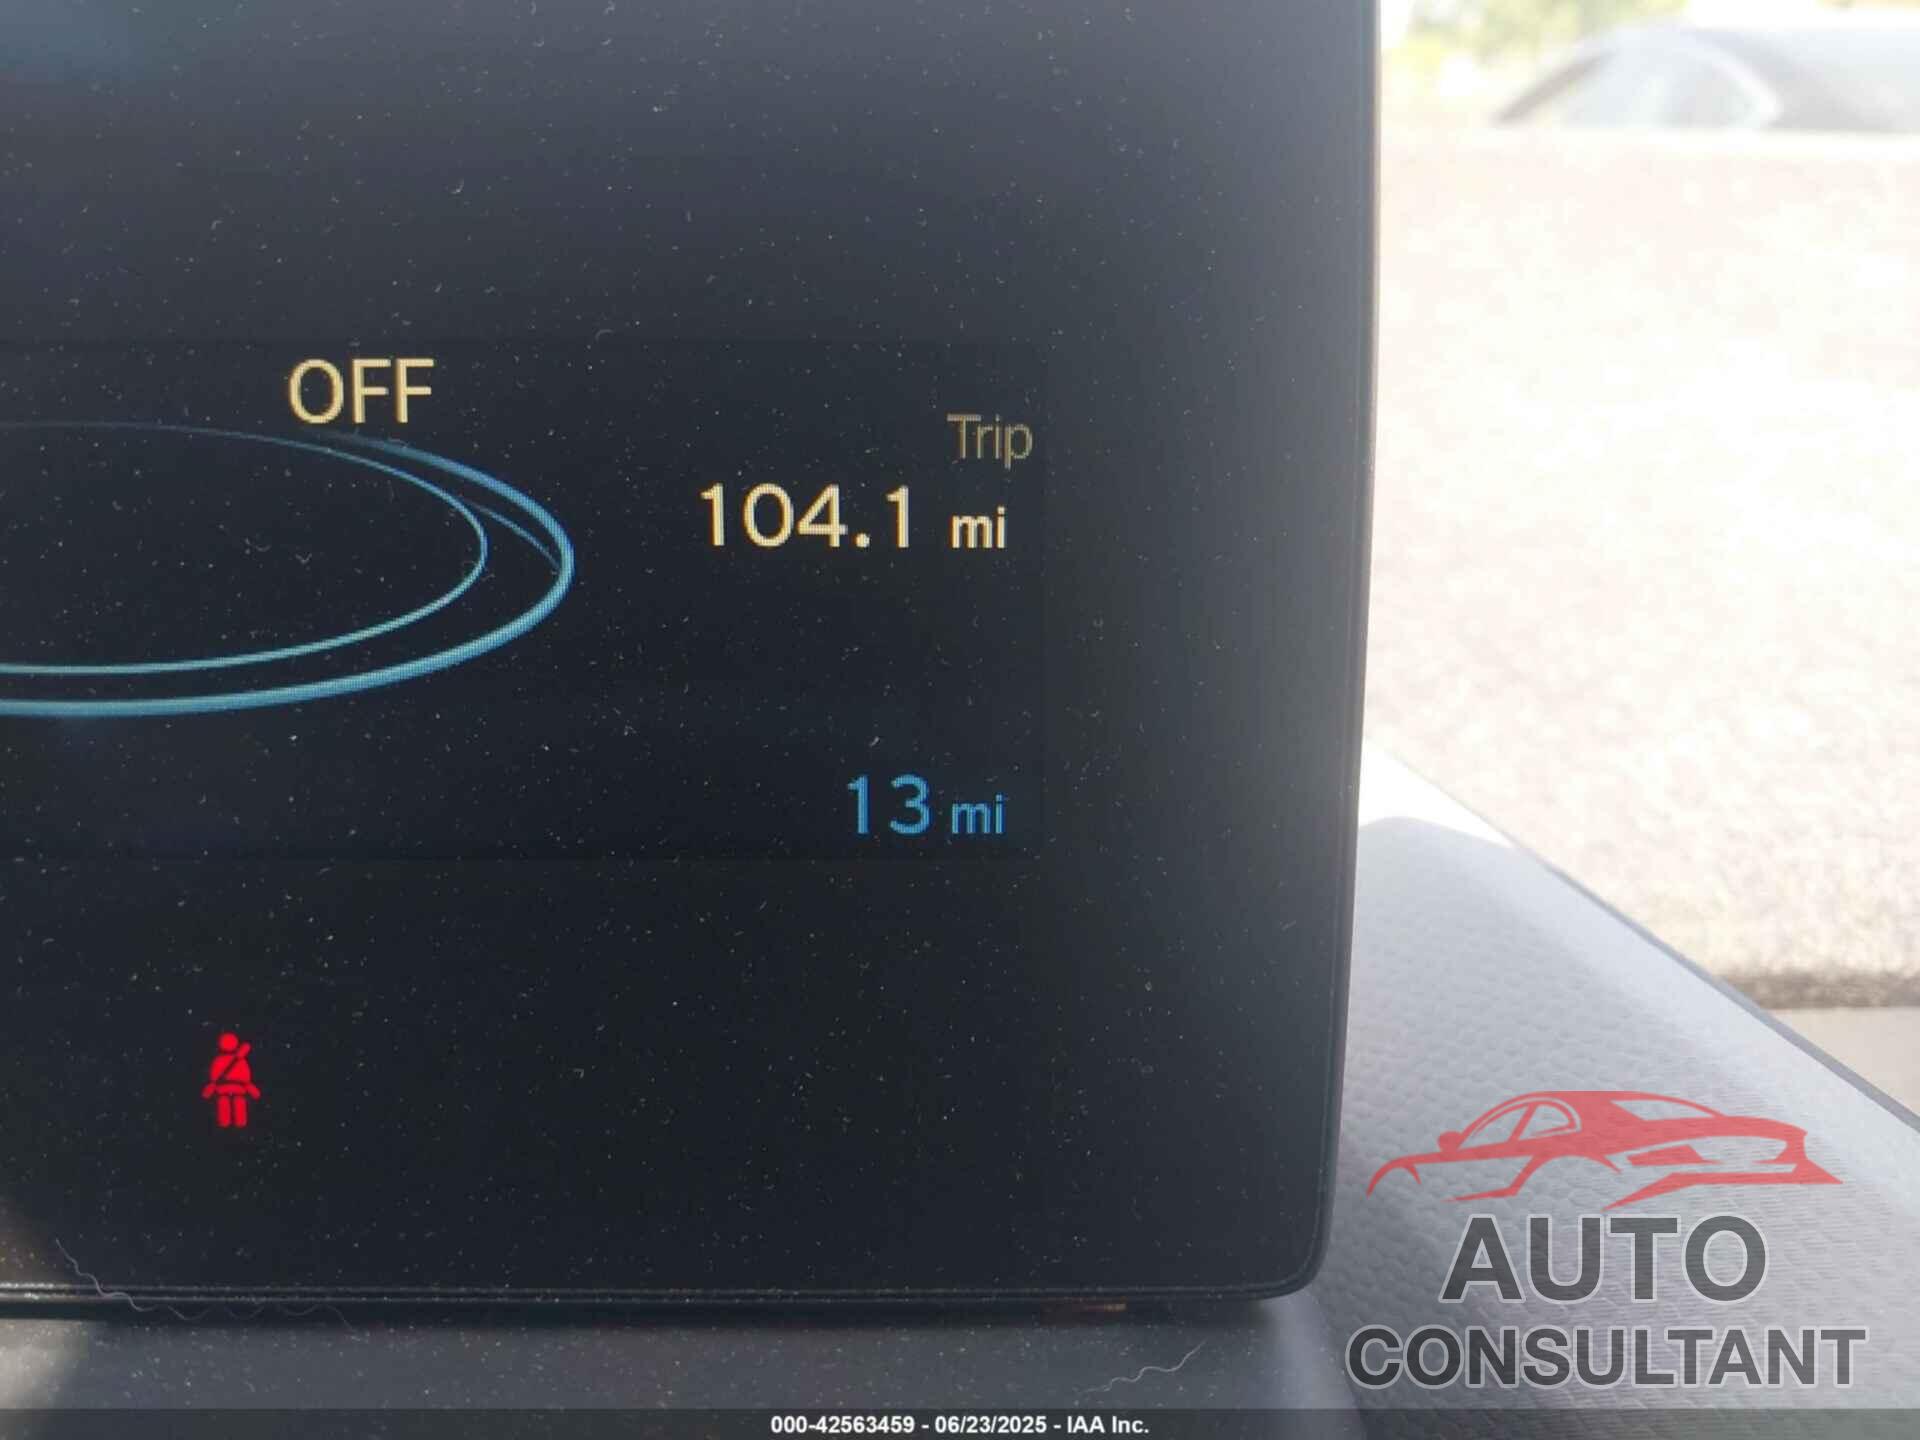 OFF
Trip
104.1 mi
13 mi
AUTO
CONSULTANT
000-42563459 - 06/23/2025 - IAA Inc.